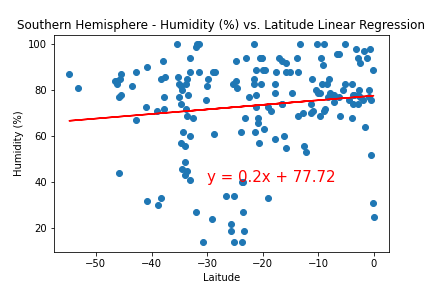 Southern Hemisphere - Humidity (%) vs. Latitude Linear Regression
100
80
60
40
20
Humidity (%)
y = 0.2x + 77.72
−50 −40 −30 −20 −10 0
Laitude